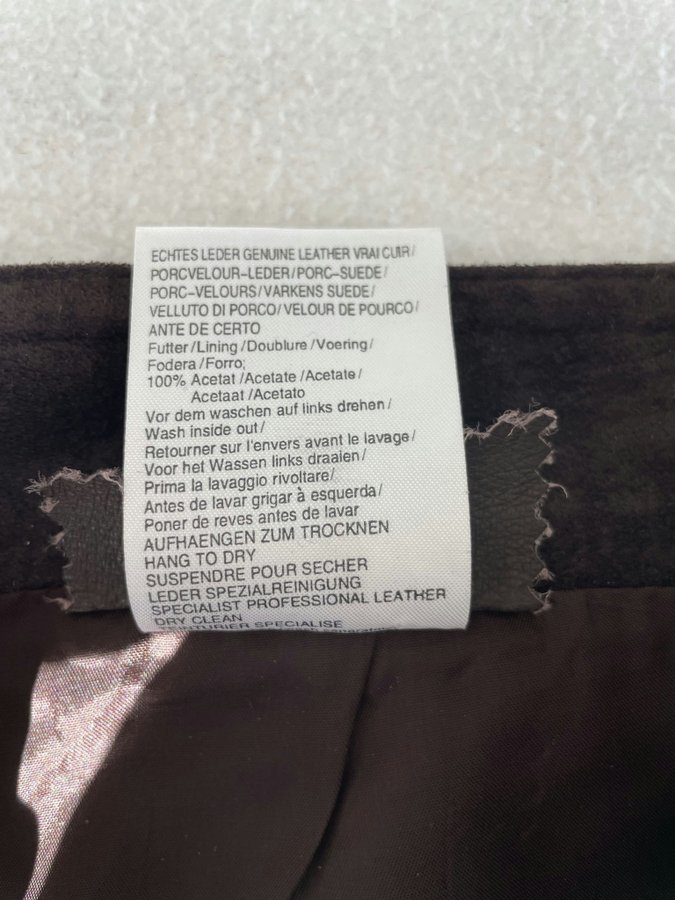 ECHTES LEDER GENUINE LEATHER VRAI CUIR/
PORCVELOUR-LEDER/PORC-SUEDE/
PORC-VELOURS/VARKENS SUEDE/
VELLUTO DI PORCO/VELOUR DE POURCO/
ANTE DE CERTO
Futter/Lining/Doublure/Voering/
Fodera/Forro;
100% Acetat/Acetate/Acetate/
Acetaat/Acetato
Vor dem waschen auf links drehen/
Wash inside out/
Retourner sur l'envers avant le lavage/
Voor het Wassen links draaien/
Prima la lavaggio rivoltare/
Antes de lavar grigar à esquerda/
Poner de reves antes de lavar
AUFHAENGEN ZUM TROCKNEN
HANG TO DRY
SUSPENDRE POUR SECHER
LEDER SPEZIALREINIGUNG
SPECIALIST PROFESSIONAL LEATHER
DRY CLEAN
TEINTURIER SPECIALISE